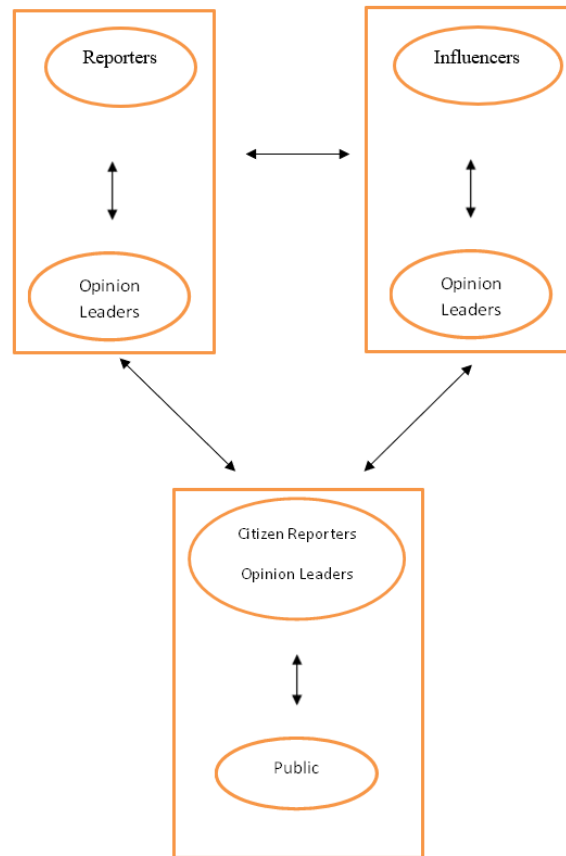 Reporters
Influencers
Opinion
Leaders
Opinion
Leaders
Citizen Reporters
Opinion Leaders
Public